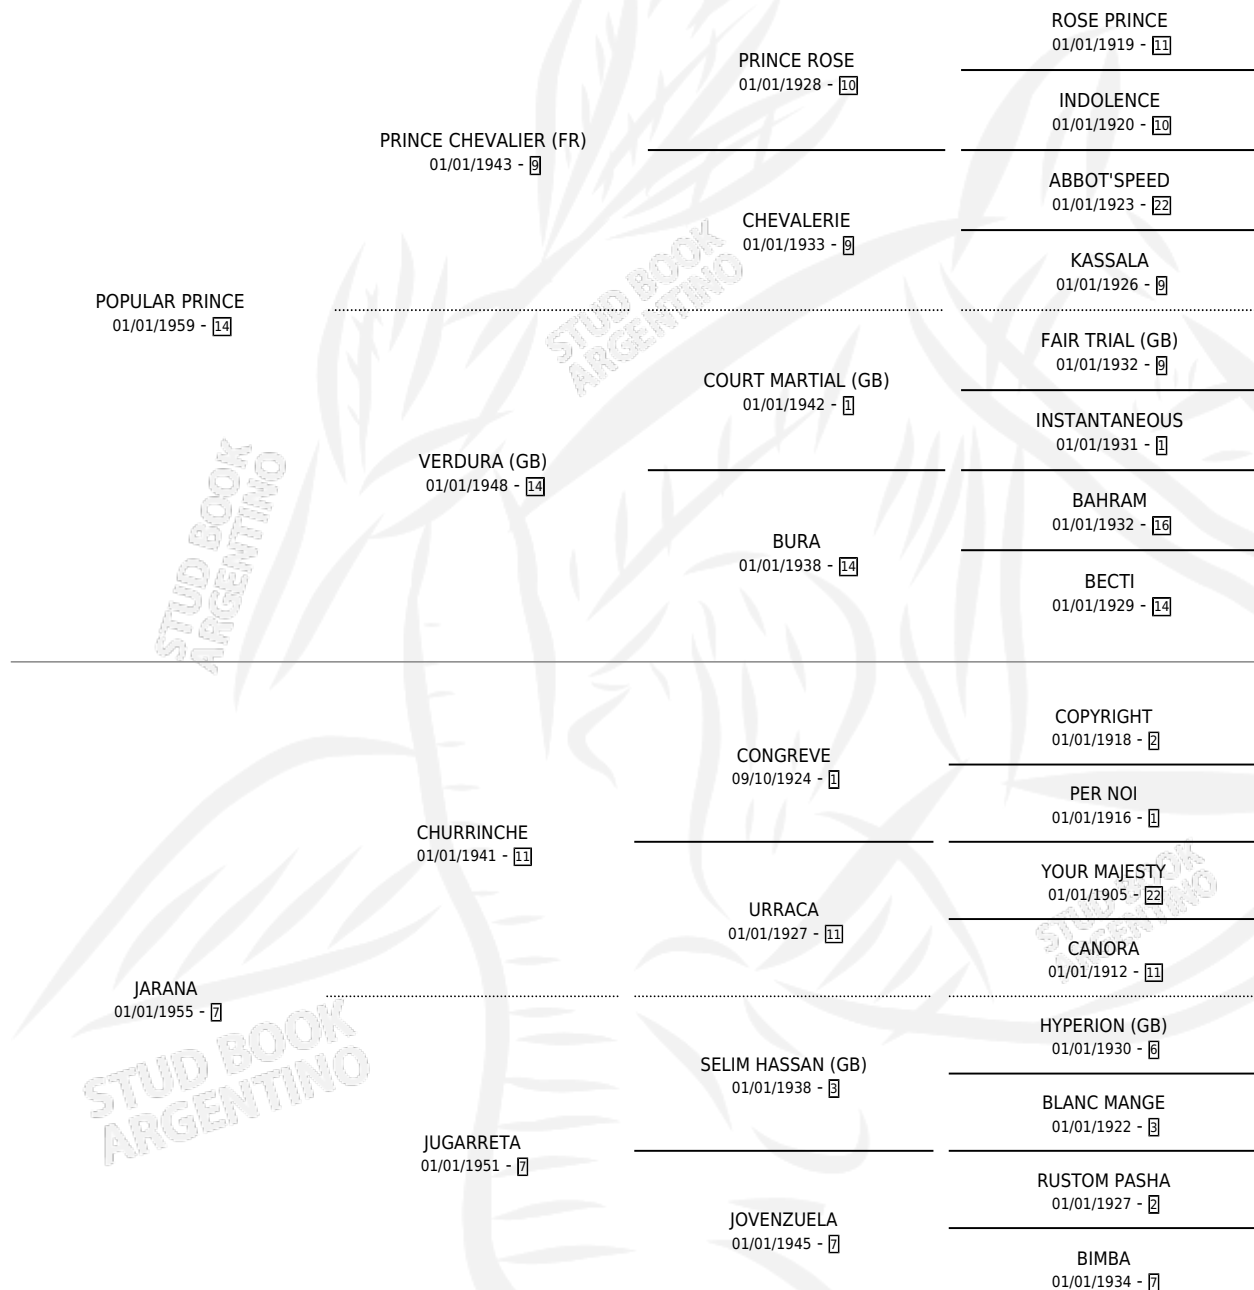 ROSE PRINCE
01/01/1919 - 11
PRINCE ROSE
01/01/1928 - 10
INDOLENCE
01/01/1920 - 10
PRINCE CHEVALIER (FR)
01/01/1943 - 9
ABBOT'SPEED
01/01/1923 - 22
CHEVALERIE
01/01/1933 - 9
KASSALA
01/01/1926 - 9
POPULAR PRINCE
01/01/1959 - 14
STUD BOOK
ARGENTINO
FAIR TRIAL (GB)
01/01/1932 - 9
COURT MARTIAL (GB)
01/01/1942 - 1
INSTANTANEOUS
01/01/1931 - 1
VERDURA (GB)
01/01/1948 - 14
BAHRAM
01/01/1932 - 16
BURA
01/01/1938 - 14
BECTI
01/01/1929 - 14
STUD BOOK
ARGENTINO
COPYRIGHT
01/01/1918 - 2
CONGREVE
09/10/1924 - 1
PER NOI
01/01/1916 - 1
CHURRINCHE
01/01/1941 - 11
YOUR MAJESTY
01/01/1905 - 22
URRACA
01/01/1927 - 11
CANORA
01/01/1912 - 11
STUD BOOK
ARGENTINO
JARANA
01/01/1955 - 7
HYPERION (GB)
01/01/1930 - 6
SELIM HASSAN (GB)
01/01/1938 - 3
BLANC MANGE
01/01/1922 - 3
STUD BOOK
ARGENTINO
JUGARRETA
01/01/1951 - 7
RUSTOM PASHA
01/01/1927 - 2
JOVENZUELA
01/01/1945 - 7
BIMBA
01/01/1934 - 7